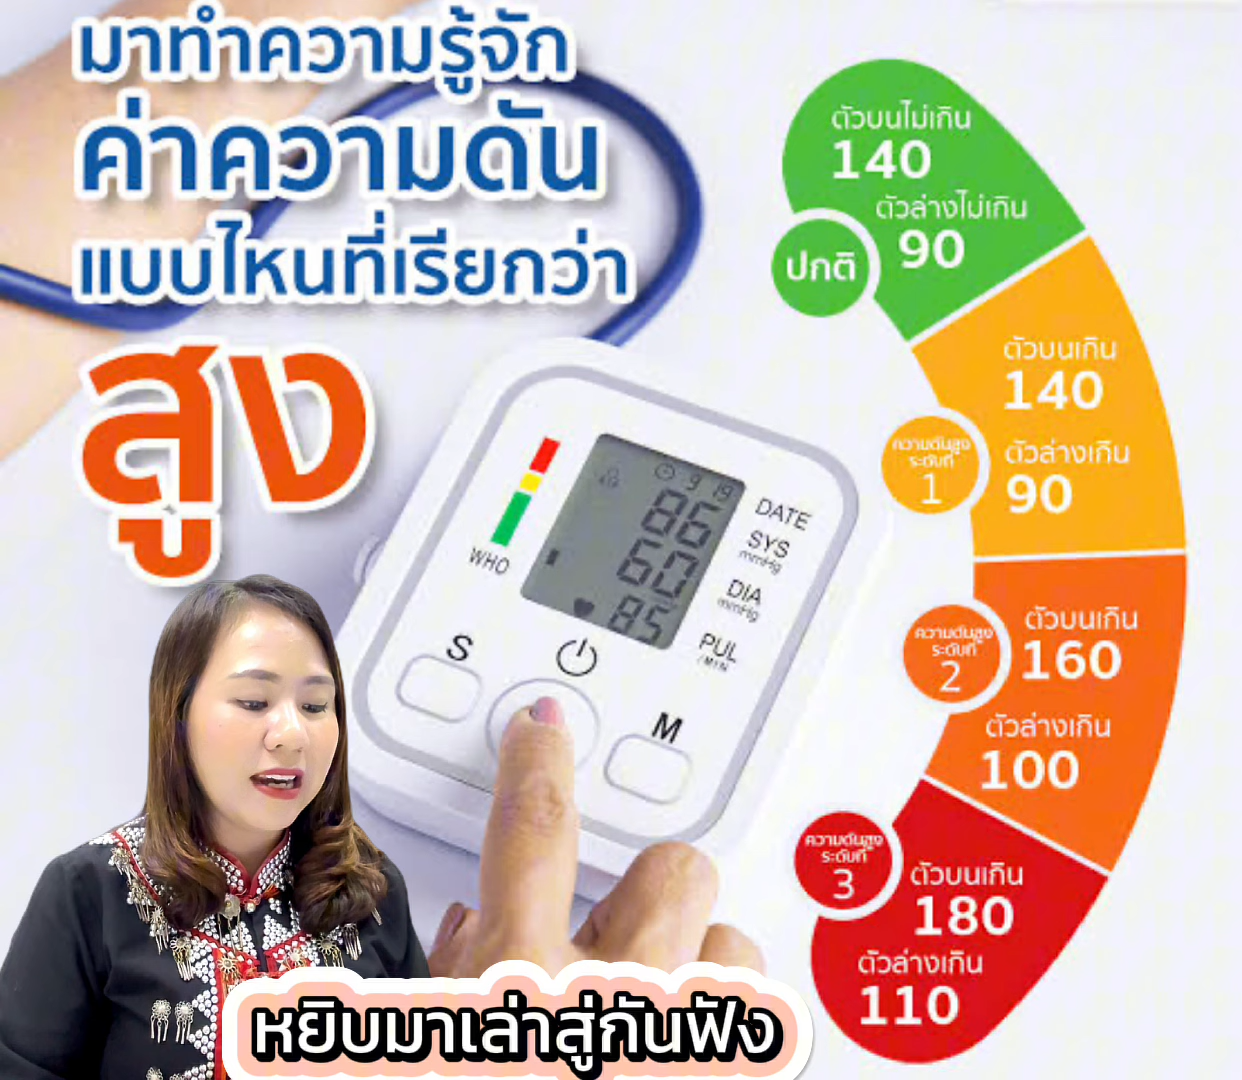 มาทำความรู้จัก
ค่าความดัน
แบบไหนที่เรียกว่า
สูง
ตัวบนไม่เกิน
140
ตัวล่างไม่เกิน
90
ปกติ
ตัวบนเกิน
140
ตัวล่างเกิน
90
ความดันสูง
ระดับที่
1
ตัวบนเกิน
160
ตัวล่างเกิน
100
ความดันสูง
ระดับที่
2
ตัวบนเกิน
180
ตัวล่างเกิน
110
ความดันสูง
ระดับที่
3
9 19
86
60
85
DATE
SYS
mmHg
DIA
mmHg
PUL
/MIN
WHO
S
M
หยิบมาเล่าสู่กันฟัง